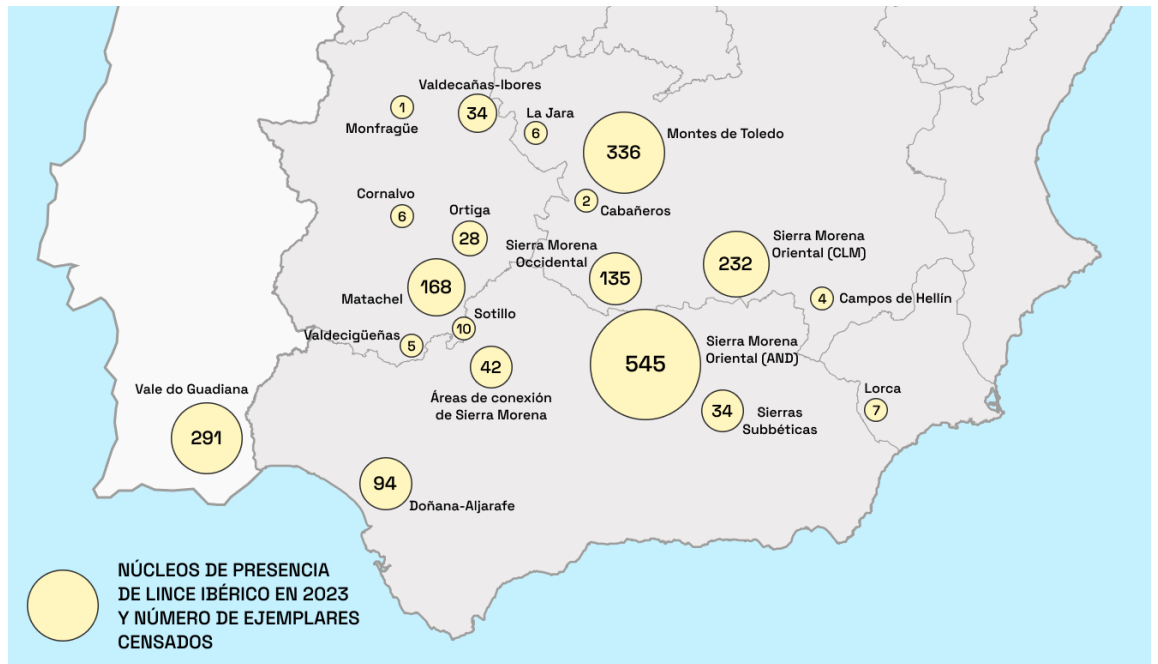 Valdecañas-Ibores
1
34
Monfragüe
La Jara
6
336
Montes de Toledo
Cornalvo
6
2
Cabañeros
Ortiga
28
Sierra Morena
Occidental
135
232
Sierra Morena
Oriental (CLM)
168
Matachel
4
Campos de Hellín
Sotillo
10
Valdecigüeñas
5
545
Sierra Morena
Oriental (AND)
42
Áreas de conexión
de Sierra Morena
34
Sierras
Subbéticas
Lorca
7
Vale do Guadiana
291
94
Doñana-Aljarafe
NÚCLEOS DE PRESENCIA
DE LINCE IBÉRICO EN 2023
Y NÚMERO DE EJEMPLARES
CENSADOS